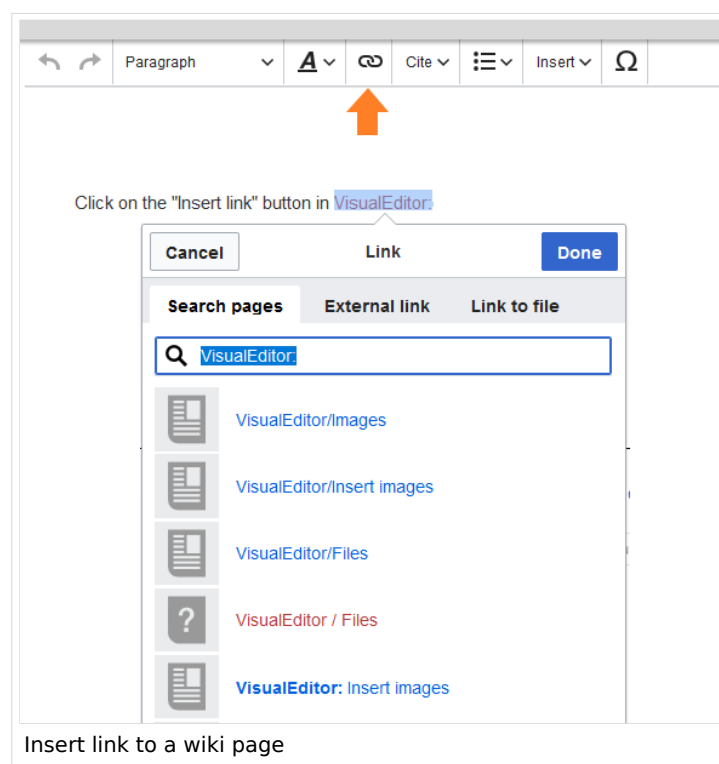 Paragraph A Cite Insert Ω
Click on the "Insert link" button in VisualEditor:
Cancel Link Done
Search pages External link Link to file
VisualEditor:
VisualEditor/Images
VisualEditor/Insert images
VisualEditor/Files
? VisualEditor / Files
VisualEditor: Insert images
Insert link to a wiki page